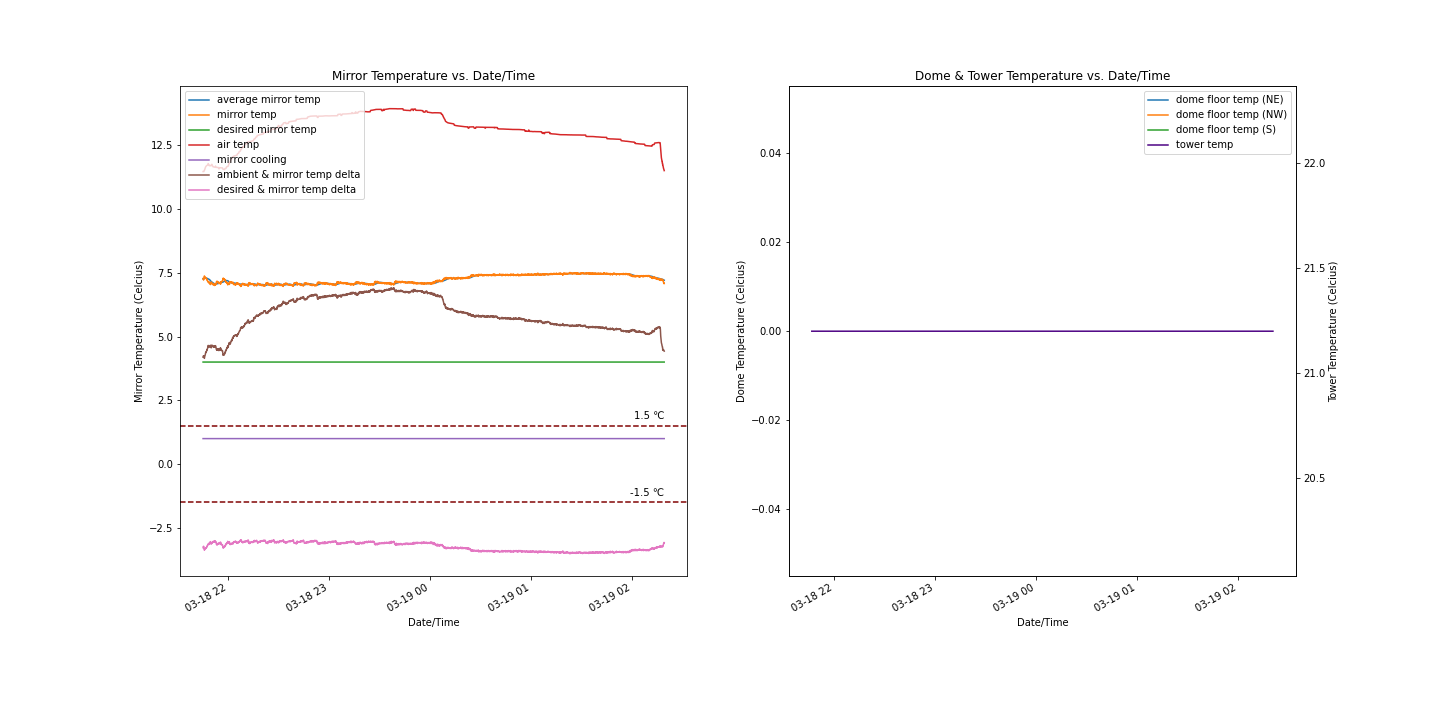 Mirror Temperature vs. Date/Time
average mirror temp
mirror temp
desired mirror temp
air temp
mirror cooling
ambient & mirror temp delta
desired & mirror temp delta
12.5
10.0
7.5
5.0
2.5
0.0
−2.5
Mirror Temperature (Celcius)
1.5 °C
-1.5 °C
03-18 22
03-18 23
03-19 00
03-19 01
03-19 02
Date/Time
Dome & Tower Temperature vs. Date/Time
dome floor temp (NE)
dome floor temp (NW)
dome floor temp (S)
tower temp
0.04
0.02
0.00
−0.02
−0.04
Dome Temperature (Celcius)
22.0
21.5
21.0
20.5
Tower Temperature (Celcius)
03-18 22
03-18 23
03-19 00
03-19 01
03-19 02
Date/Time